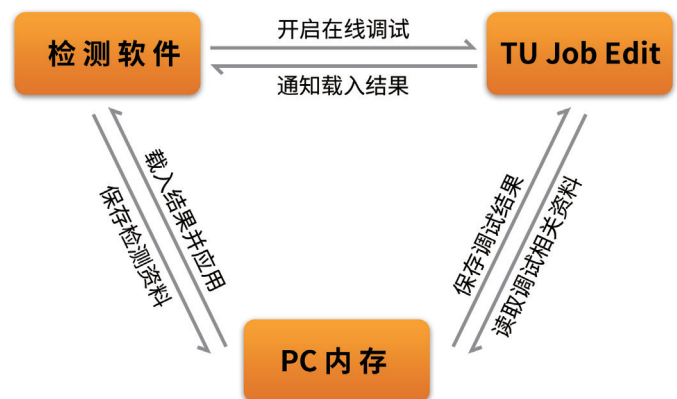 检测软件
开启在线调试
TU Job Edit
通知载入结果
载入结果并应用
保存检测资料
保存调试结果
读取调试相关资料
PC内存